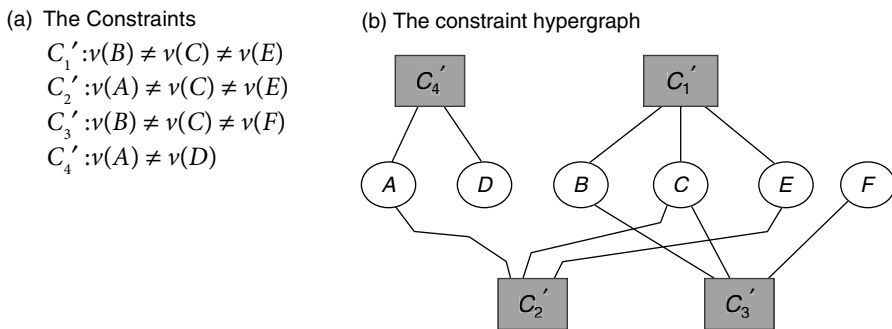 (a) The Constraints
C₁′ :v(B) ≠ v(C) ≠ v(E)
C₂′ :v(A) ≠ v(C) ≠ v(E)
C₃′ :v(B) ≠ v(C) ≠ v(F)
C₄′ :v(A) ≠ v(D)
(b) The constraint hypergraph
C₄′ C₁′
A D B C E F
C₂′ C₃′